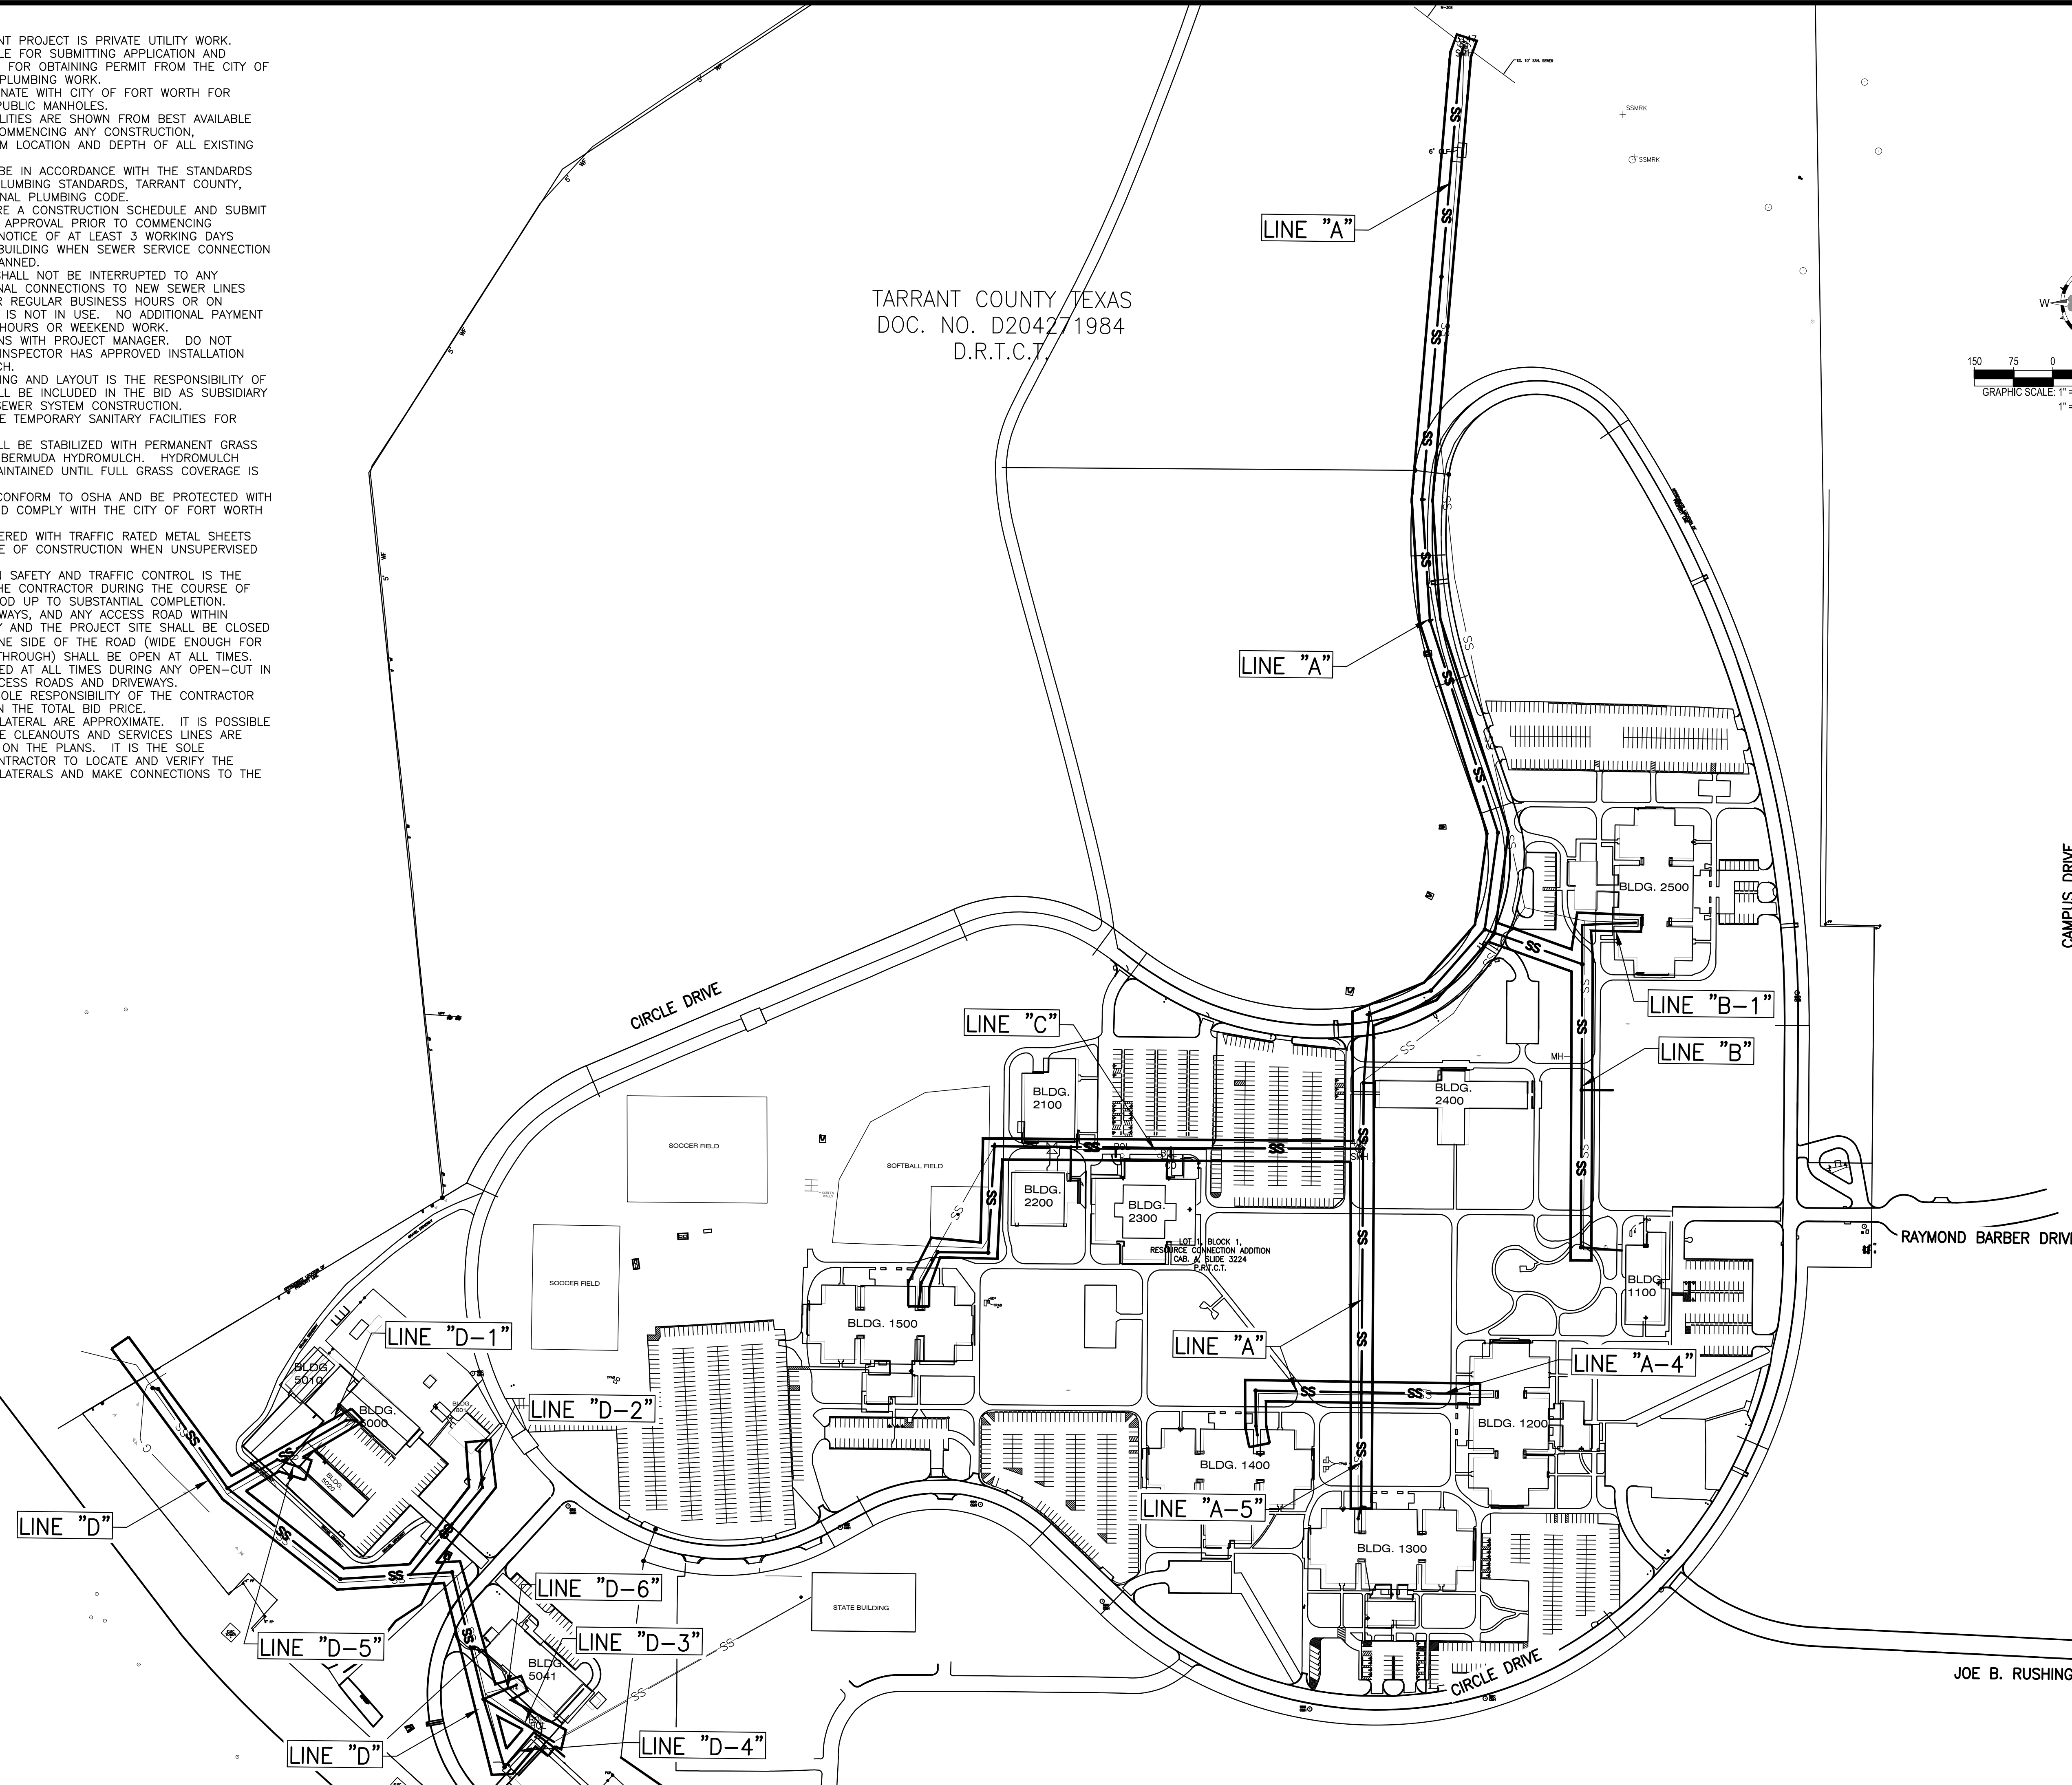 NT PROJECT IS PRIVATE UTILITY WORK.
LE FOR SUBMITTING APPLICATION AND
FOR OBTAINING PERMIT FROM THE CITY OF
PLUMBING WORK.
NATE WITH CITY OF FORT WORTH FOR
PUBLIC MANHOLES.
LITIES ARE SHOWN FROM BEST AVAILABLE
OMMENCING ANY CONSTRUCTION,
M LOCATION AND DEPTH OF ALL EXISTING
BE IN ACCORDANCE WITH THE STANDARDS
LUMBING STANDARDS, TARRANT COUNTY,
NAL PLUMBING CODE.
RE A CONSTRUCTION SCHEDULE AND SUBMIT
APPROVAL PRIOR TO COMMENCING
NOTICE OF AT LEAST 3 WORKING DAYS
BUILDING WHEN SEWER SERVICE CONNECTION
ANNED.
SHALL NOT BE INTERRUPTED TO ANY
NAL CONNECTIONS TO NEW SEWER LINES
R REGULAR BUSINESS HOURS OR ON
IS NOT IN USE. NO ADDITIONAL PAYMENT
HOURS OR WEEKEND WORK.
NS WITH PROJECT MANAGER. DO NOT
INSPECTOR HAS APPROVED INSTALLATION
CH.
ING AND LAYOUT IS THE RESPONSIBILITY OF
LL BE INCLUDED IN THE BID AS SUBSIDIARY
SEWER SYSTEM CONSTRUCTION.
E TEMPORARY SANITARY FACILITIES FOR
LL BE STABILIZED WITH PERMANENT GRASS
BERMUDA HYDROMULCH. HYDROMULCH
AINTAINED UNTIL FULL GRASS COVERAGE IS
CONFORM TO OSHA AND BE PROTECTED WITH
D COMPLY WITH THE CITY OF FORT WORTH
ERED WITH TRAFFIC RATED METAL SHEETS
E OF CONSTRUCTION WHEN UNSUPERVISED
N SAFETY AND TRAFFIC CONTROL IS THE
HE CONTRACTOR DURING THE COURSE OF
OD UP TO SUBSTANTIAL COMPLETION.
WAYS, AND ANY ACCESS ROAD WITHIN
Y AND THE PROJECT SITE SHALL BE CLOSED
NE SIDE OF THE ROAD (WIDE ENOUGH FOR
THROUGH) SHALL BE OPEN AT ALL TIMES.
ED AT ALL TIMES DURING ANY OPEN-CUT IN
CESS ROADS AND DRIVEWAYS.
OLE RESPONSIBILITY OF THE CONTRACTOR
N THE TOTAL BID PRICE.
LATERAL ARE APPROXIMATE. IT IS POSSIBLE
E CLEANOUTS AND SERVICES LINES ARE
ON THE PLANS. IT IS THE SOLE
NTRACTOR TO LOCATE AND VERIFY THE
LATERALS AND MAKE CONNECTIONS TO THE
M-308
EX. 10" SAN. SEWER
SSMRK
SSMRK
LINE "A"
TARRANT COUNTY TEXAS
DOC. NO. D204271984
D.R.T.C.T.
W
150 75 0
GRAPHIC SCALE: 1" =
1" =
LINE "A"
BLDG. 2500
CAMPUS DRIVE
CIRCLE DRIVE
LINE "B-1"
LINE "C"
LINE "B"
MH
BLDG.
2100
BLDG.
2400
SOCCER FIELD
SOFTBALL FIELD
SMH
BLDG.
2200
BLDG.
2300
LOT 1, BLOCK 1,
RESOURCE CONNECTION ADDITION
CAB. A, SLIDE 3224
P.R.T.C.T.
RAYMOND BARBER DRIV
SOCCER FIELD
BLDG.
1100
BLDG. 1500
LINE "D-1"
LINE "A"
LINE "A-4"
BLDG.
5010
LINE "D-2"
BLDG.
5000
BLDG. 1200
BLDG.
5020
BLDG. 1400
LINE "A-5"
LINE "D"
BLDG. 1300
LINE "D-6"
STATE BUILDING
LINE "D-5"
LINE "D-3"
BLDG.
5041
CIRCLE DRIVE
JOE B. RUSHING
LINE "D"
LINE "D-4"